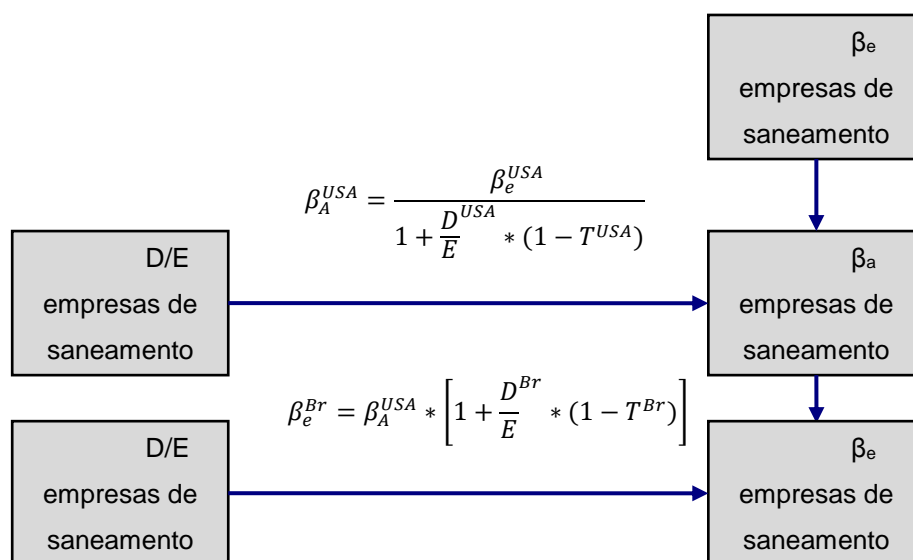 βₑ
empresas de
saneamento
β_A^{USA} = β_e^{USA} / (1 + D/E^{USA} * (1 − T^{USA}))
D/E
empresas de
saneamento
βₐ
empresas de
saneamento
β_e^{Br} = β_A^{USA} * [1 + D/E^{Br} * (1 − T^{Br})]
D/E
empresas de
saneamento
βₑ
empresas de
saneamento